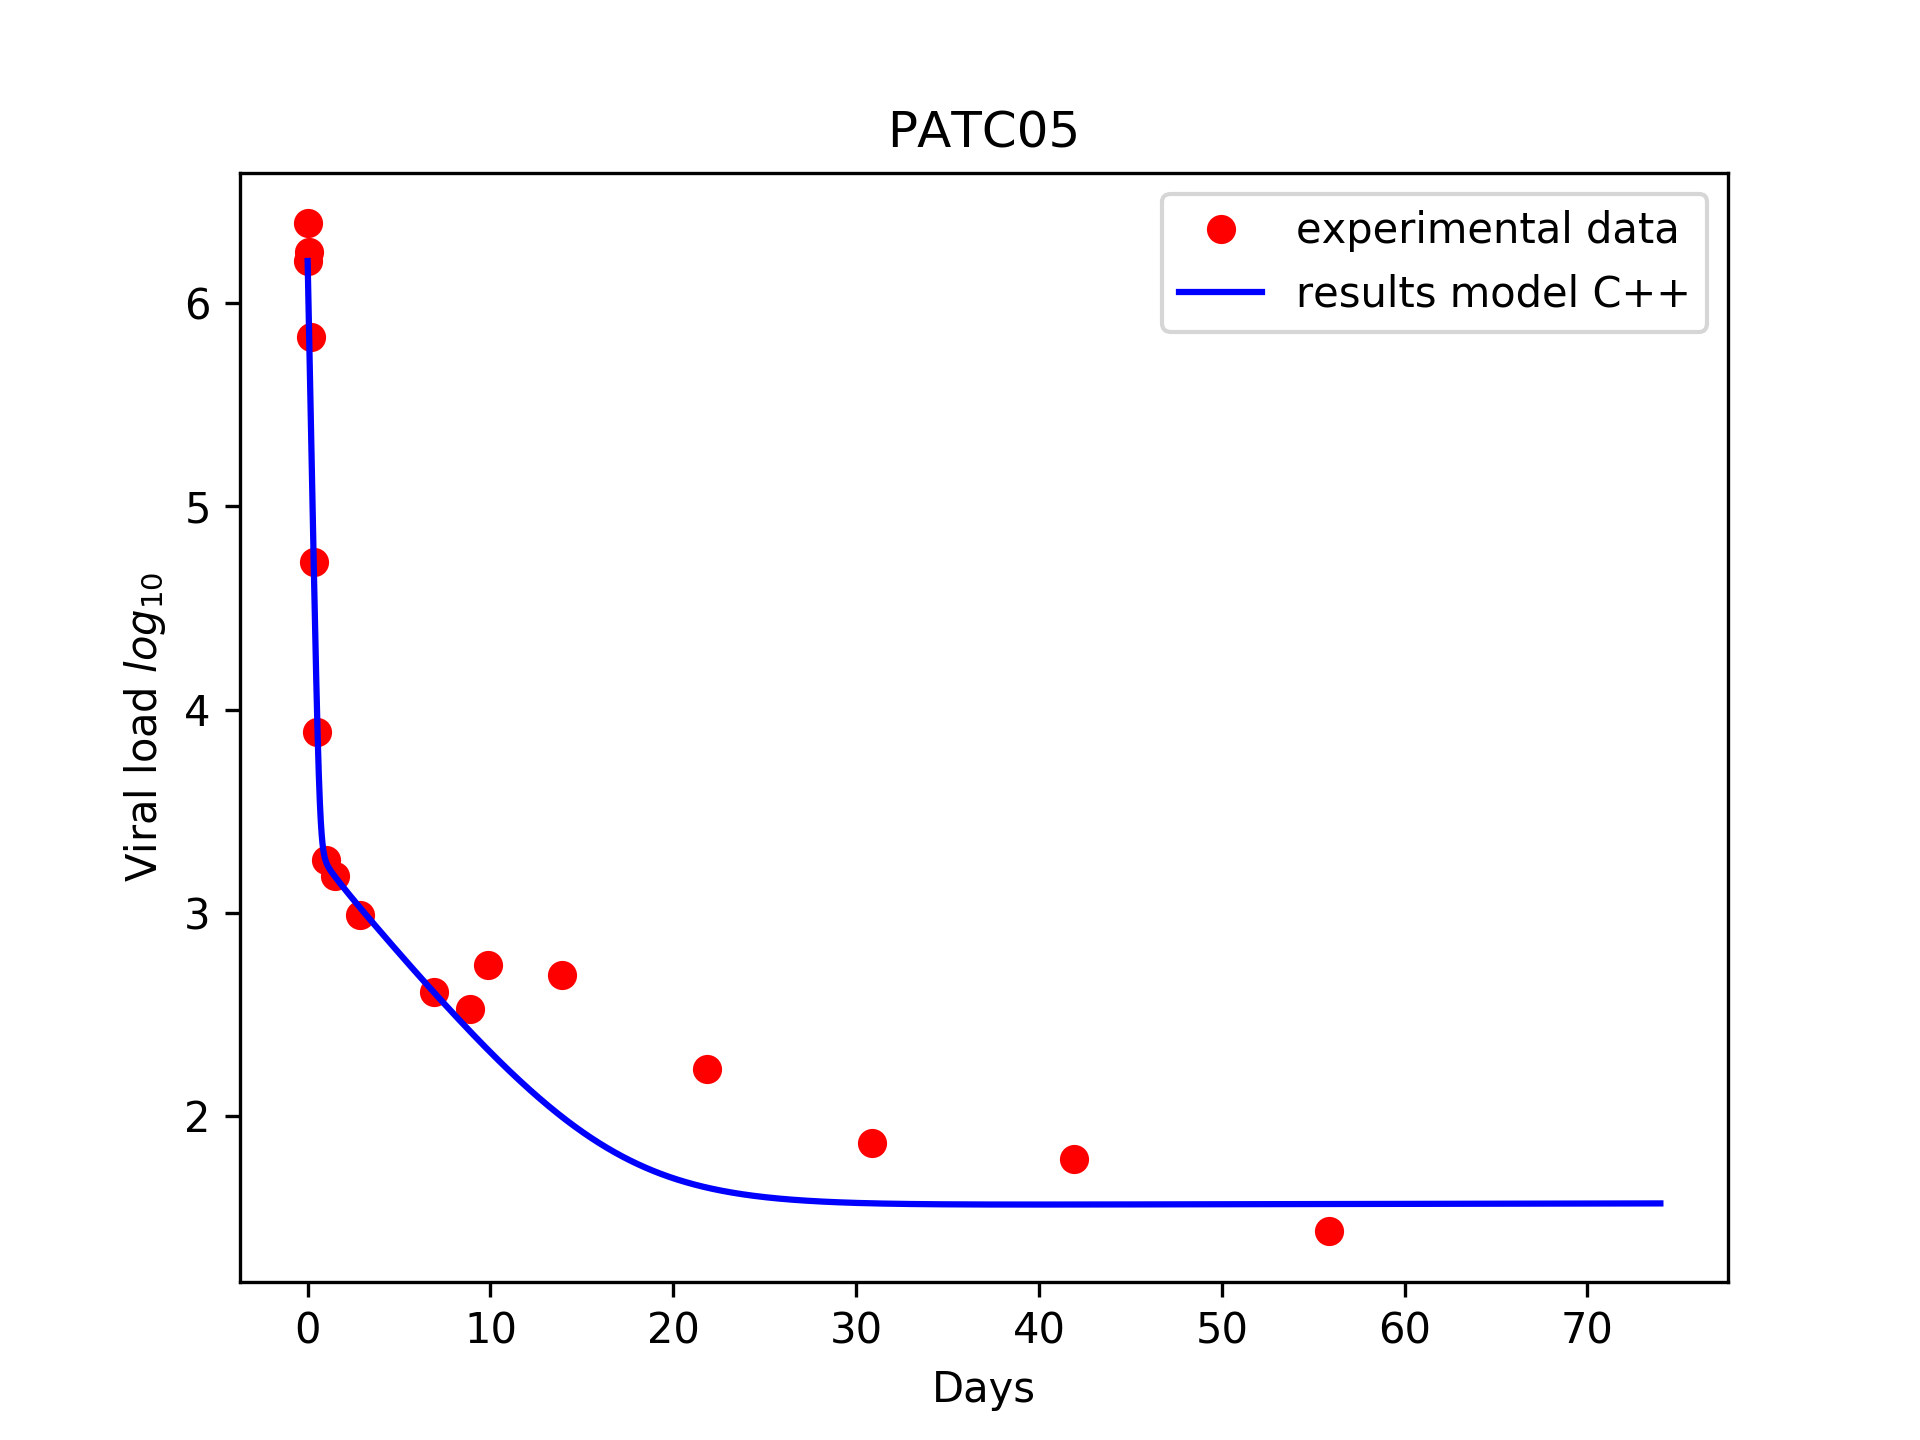 PATC05
experimental data
results model C++
6
5
4
3
2
Viral load log₁₀
0 10 20 30 40 50 60 70
Days